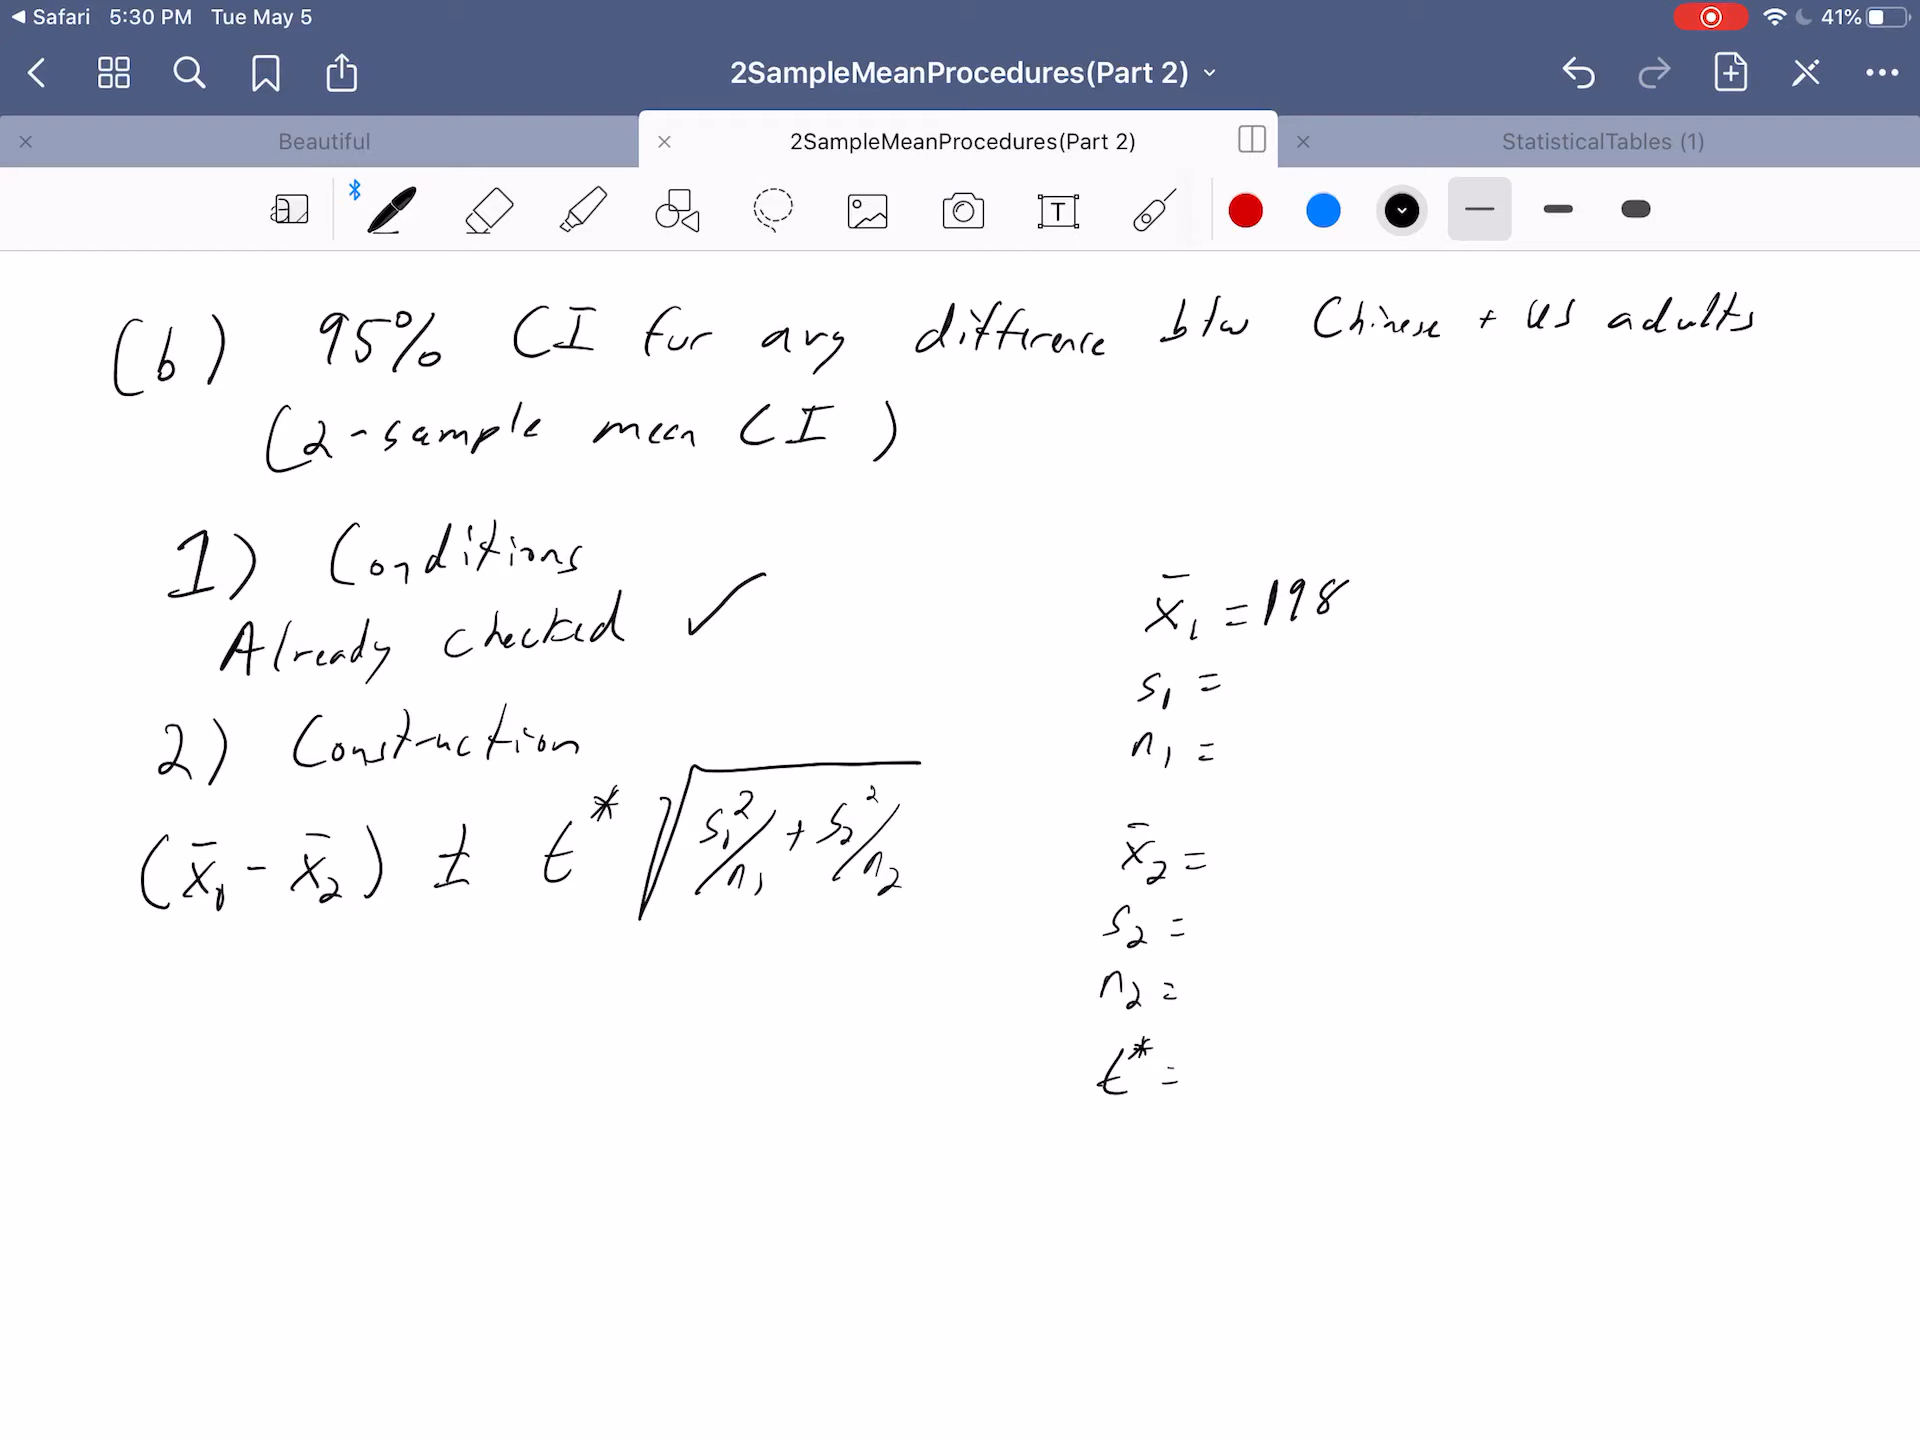 Safari 5:30 PM Tue May 5
41%
2SampleMeanProcedures(Part 2)
Beautiful
2SampleMeanProcedures(Part 2)
StatisticalTables (1)
(b) 95% CI for avg difference btw Chinese + US adults
(2-sample mean CI)
1) Conditions
Already checked ✓
2) Construction
(x̄₁ - x̄₂) ± t* √(s₁²/n₁ + s₂²/n₂)
x̄₁ = 198
s₁ =
n₁ =
x̄₂ =
s₂ =
n₂ =
t* =